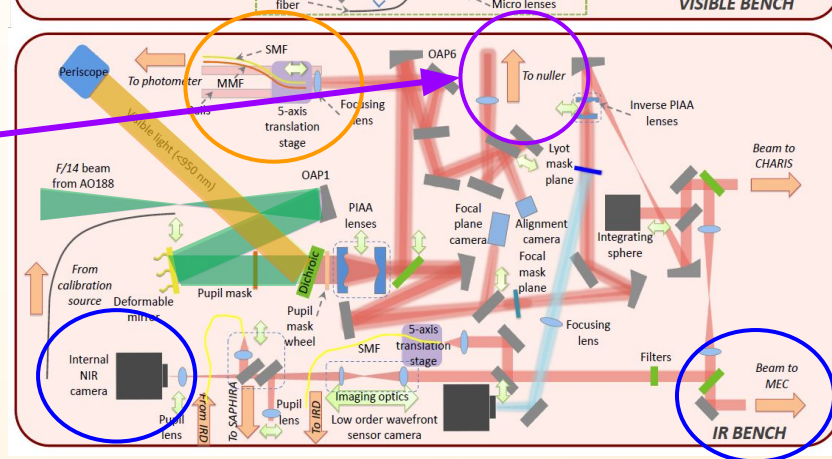 fiber
Micro lenses
VISIBLE BENCH
Periscope
SMF
MMF
To photometer
5-axis
translation
stage
Focusing
lens
OAP6
To nuller
Inverse PIAA
lenses
Visible light (<950 nm)
F/14 beam
from AO188
OAP1
PIAA
lenses
Lyot
mask
plane
Beam to
CHARIS
Focal
plane
camera
Alignment
camera
Focal
mask
plane
Integrating
sphere
From
calibration
source
Deformable
mirror
Pupil mask
Dichroic
Pupil
mask
wheel
5-axis
translation
stage
SMF
Focusing
lens
Filters
Internal
NIR
camera
Pupil
lens
From IRD
To SAPHIRA
Pupil
lens
To IRD
Imaging optics
Low order wavefront
sensor camera
Beam to
MEC
IR BENCH